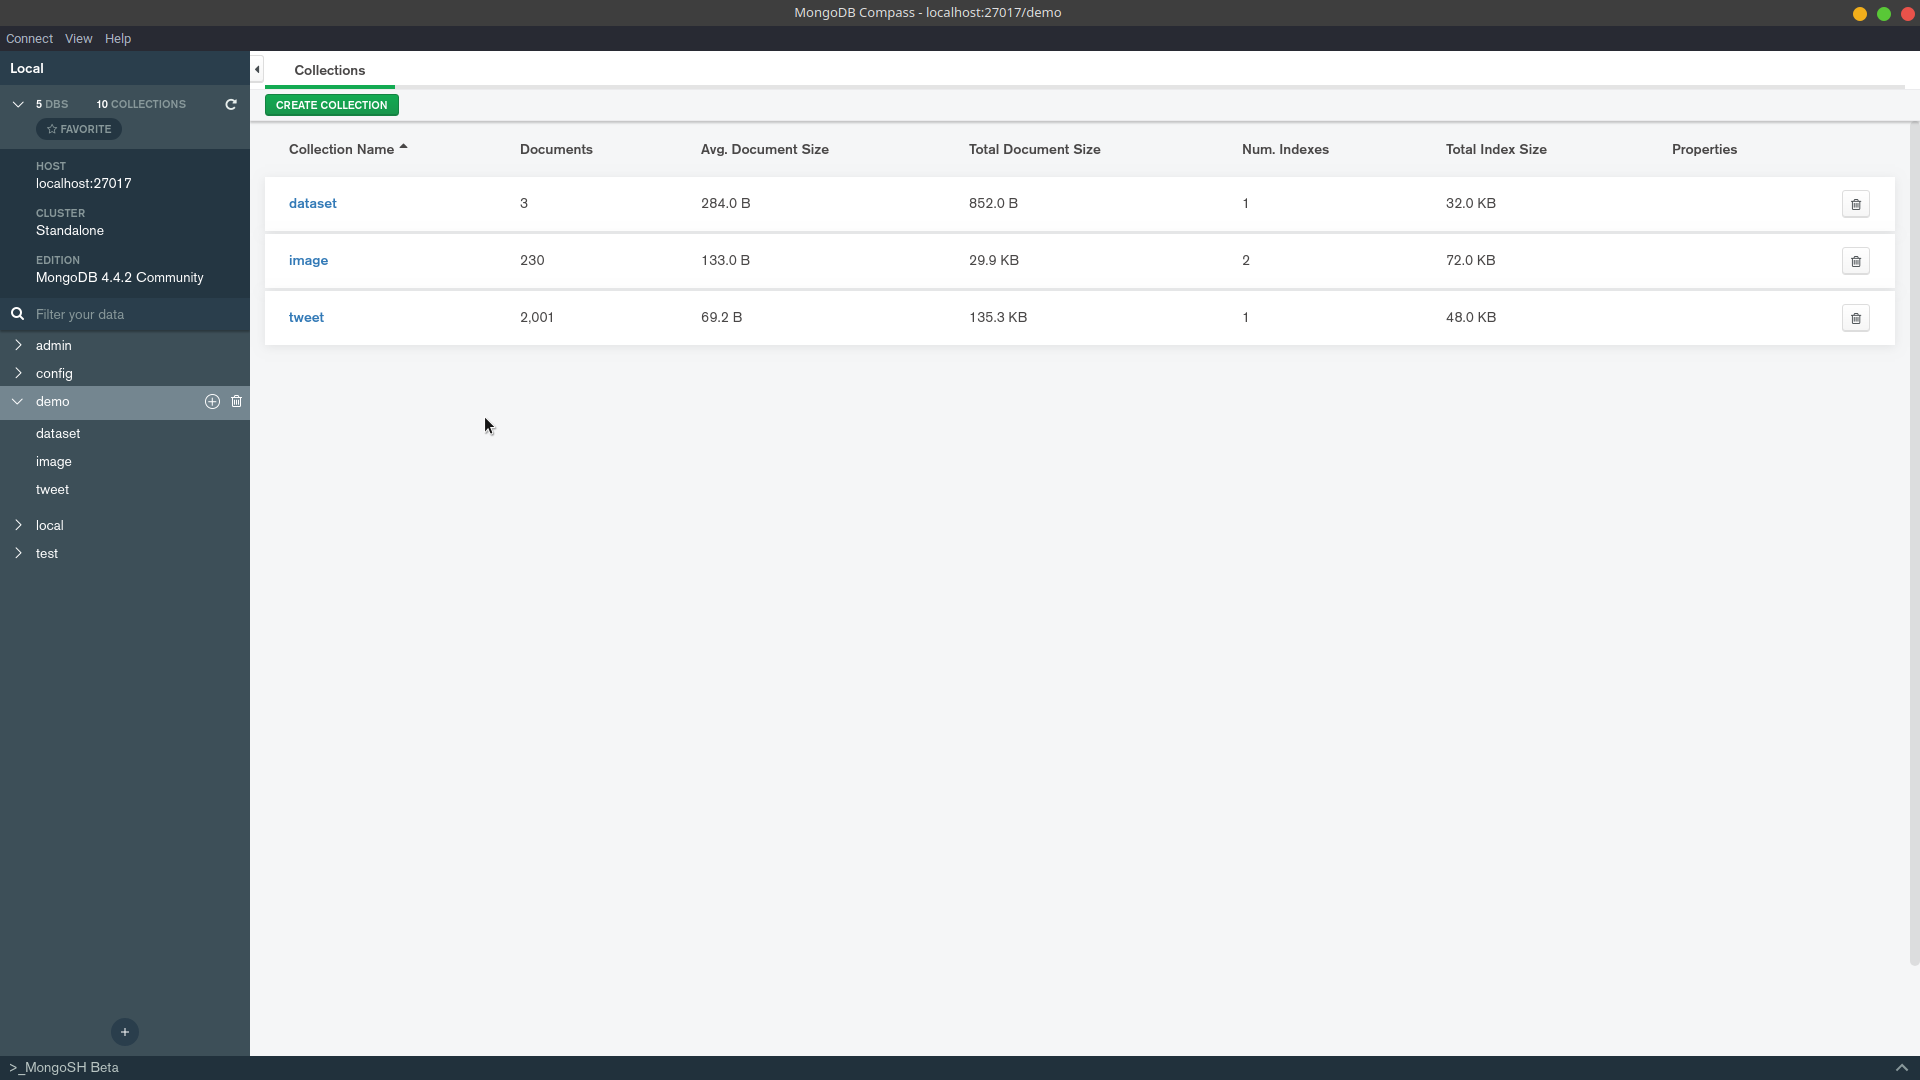 MongoDB Compass - localhost:27017/demo
Connect View Help
Local
5 DBS 10 COLLECTIONS
FAVORITE
HOST
localhost:27017
CLUSTER
Standalone
EDITION
MongoDB 4.4.2 Community
Filter your data
admin
config
demo
dataset
image
tweet
local
test
Collections
CREATE COLLECTION
Collection Name Documents Avg. Document Size Total Document Size Num. Indexes Total Index Size Properties
dataset 3 284.0 B 852.0 B 1 32.0 KB
image 230 133.0 B 29.9 KB 2 72.0 KB
tweet 2,001 69.2 B 135.3 KB 1 48.0 KB
>_MongoSH Beta